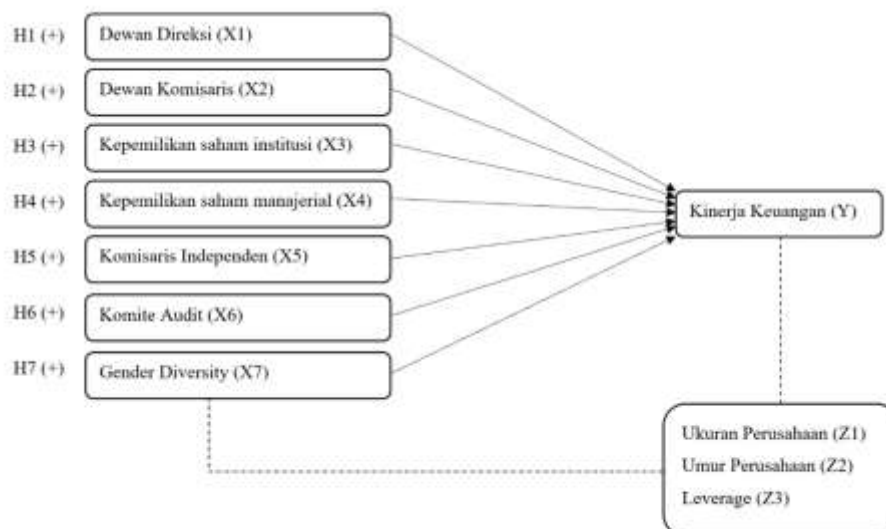 H1 (+) Dewan Direksi (X1)
H2 (+) Dewan Komisaris (X2)
H3 (+) Kepemilikan saham institusi (X3)
H4 (+) Kepemilikan saham manajerial (X4)
H5 (+) Komisaris Independen (X5)
H6 (+) Komite Audit (X6)
H7 (+) Gender Diversity (X7)
Kinerja Keuangan (Y)
Ukuran Perusahaan (Z1)
Umur Perusahaan (Z2)
Leverage (Z3)